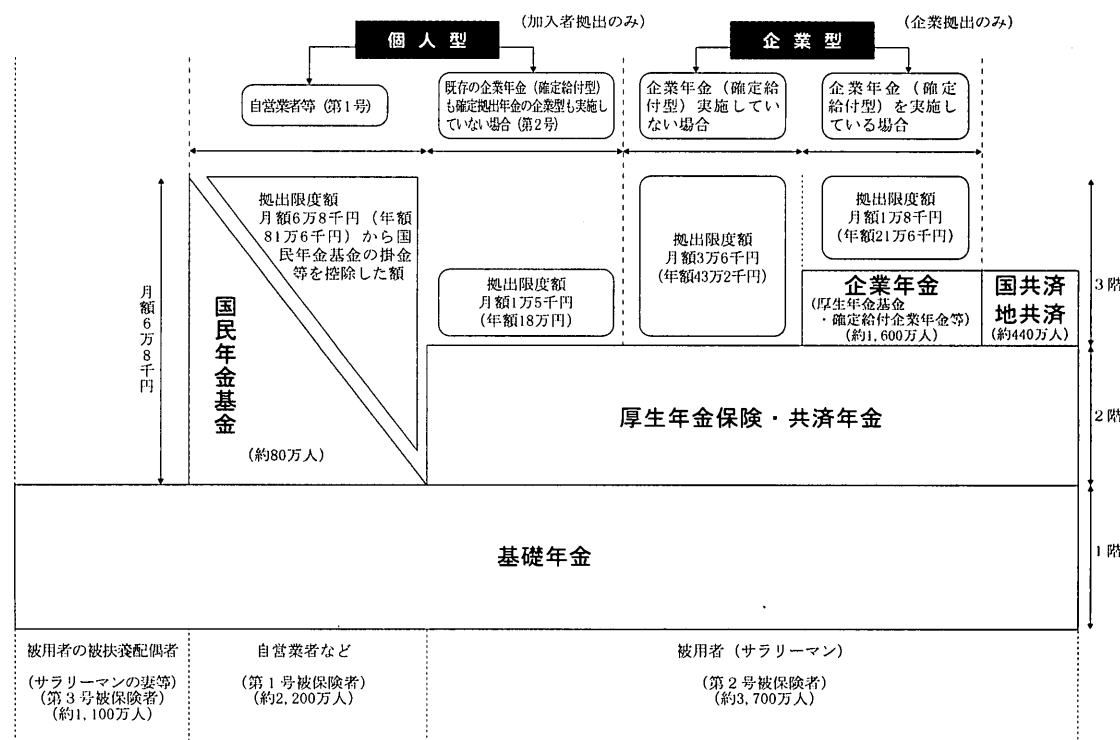 (加入者拠出のみ)
個人型
(企業拠出のみ)
企業型
自営業者等(第1号)
既存の企業年金(確定給付型)
も確定拠出年金の企業型も実施
していない場合(第2号)
企業年金(確定給
付型)実施してい
ない場合
企業年金(確定
給付型)を実施
している場合
拠出限度額
月額6万8千円(年額
81万6千円)から国
民年金基金の掛金
等を控除した額
拠出限度額
月額1万5千円
(年額18万円)
拠出限度額
月額3万6千円
(年額43万2千円)
拠出限度額
月額1万8千円
(年額21万6千円)
月額6万8千円
国民年金基金
(約80万人)
企業年金
(厚生年金基金
・確定給付企業年金等)
(約1,600万人)
国共済
地共済
(約440万人)
3階
厚生年金保険・共済年金
2階
基礎年金
1階
被用者の被扶養配偶者
(サラリーマンの妻等)
(第3号被保険者)
(約1,100万人)
自営業者など
(第1号被保険者)
(約2,200万人)
被用者(サラリーマン)
(第2号被保険者)
(約3,700万人)